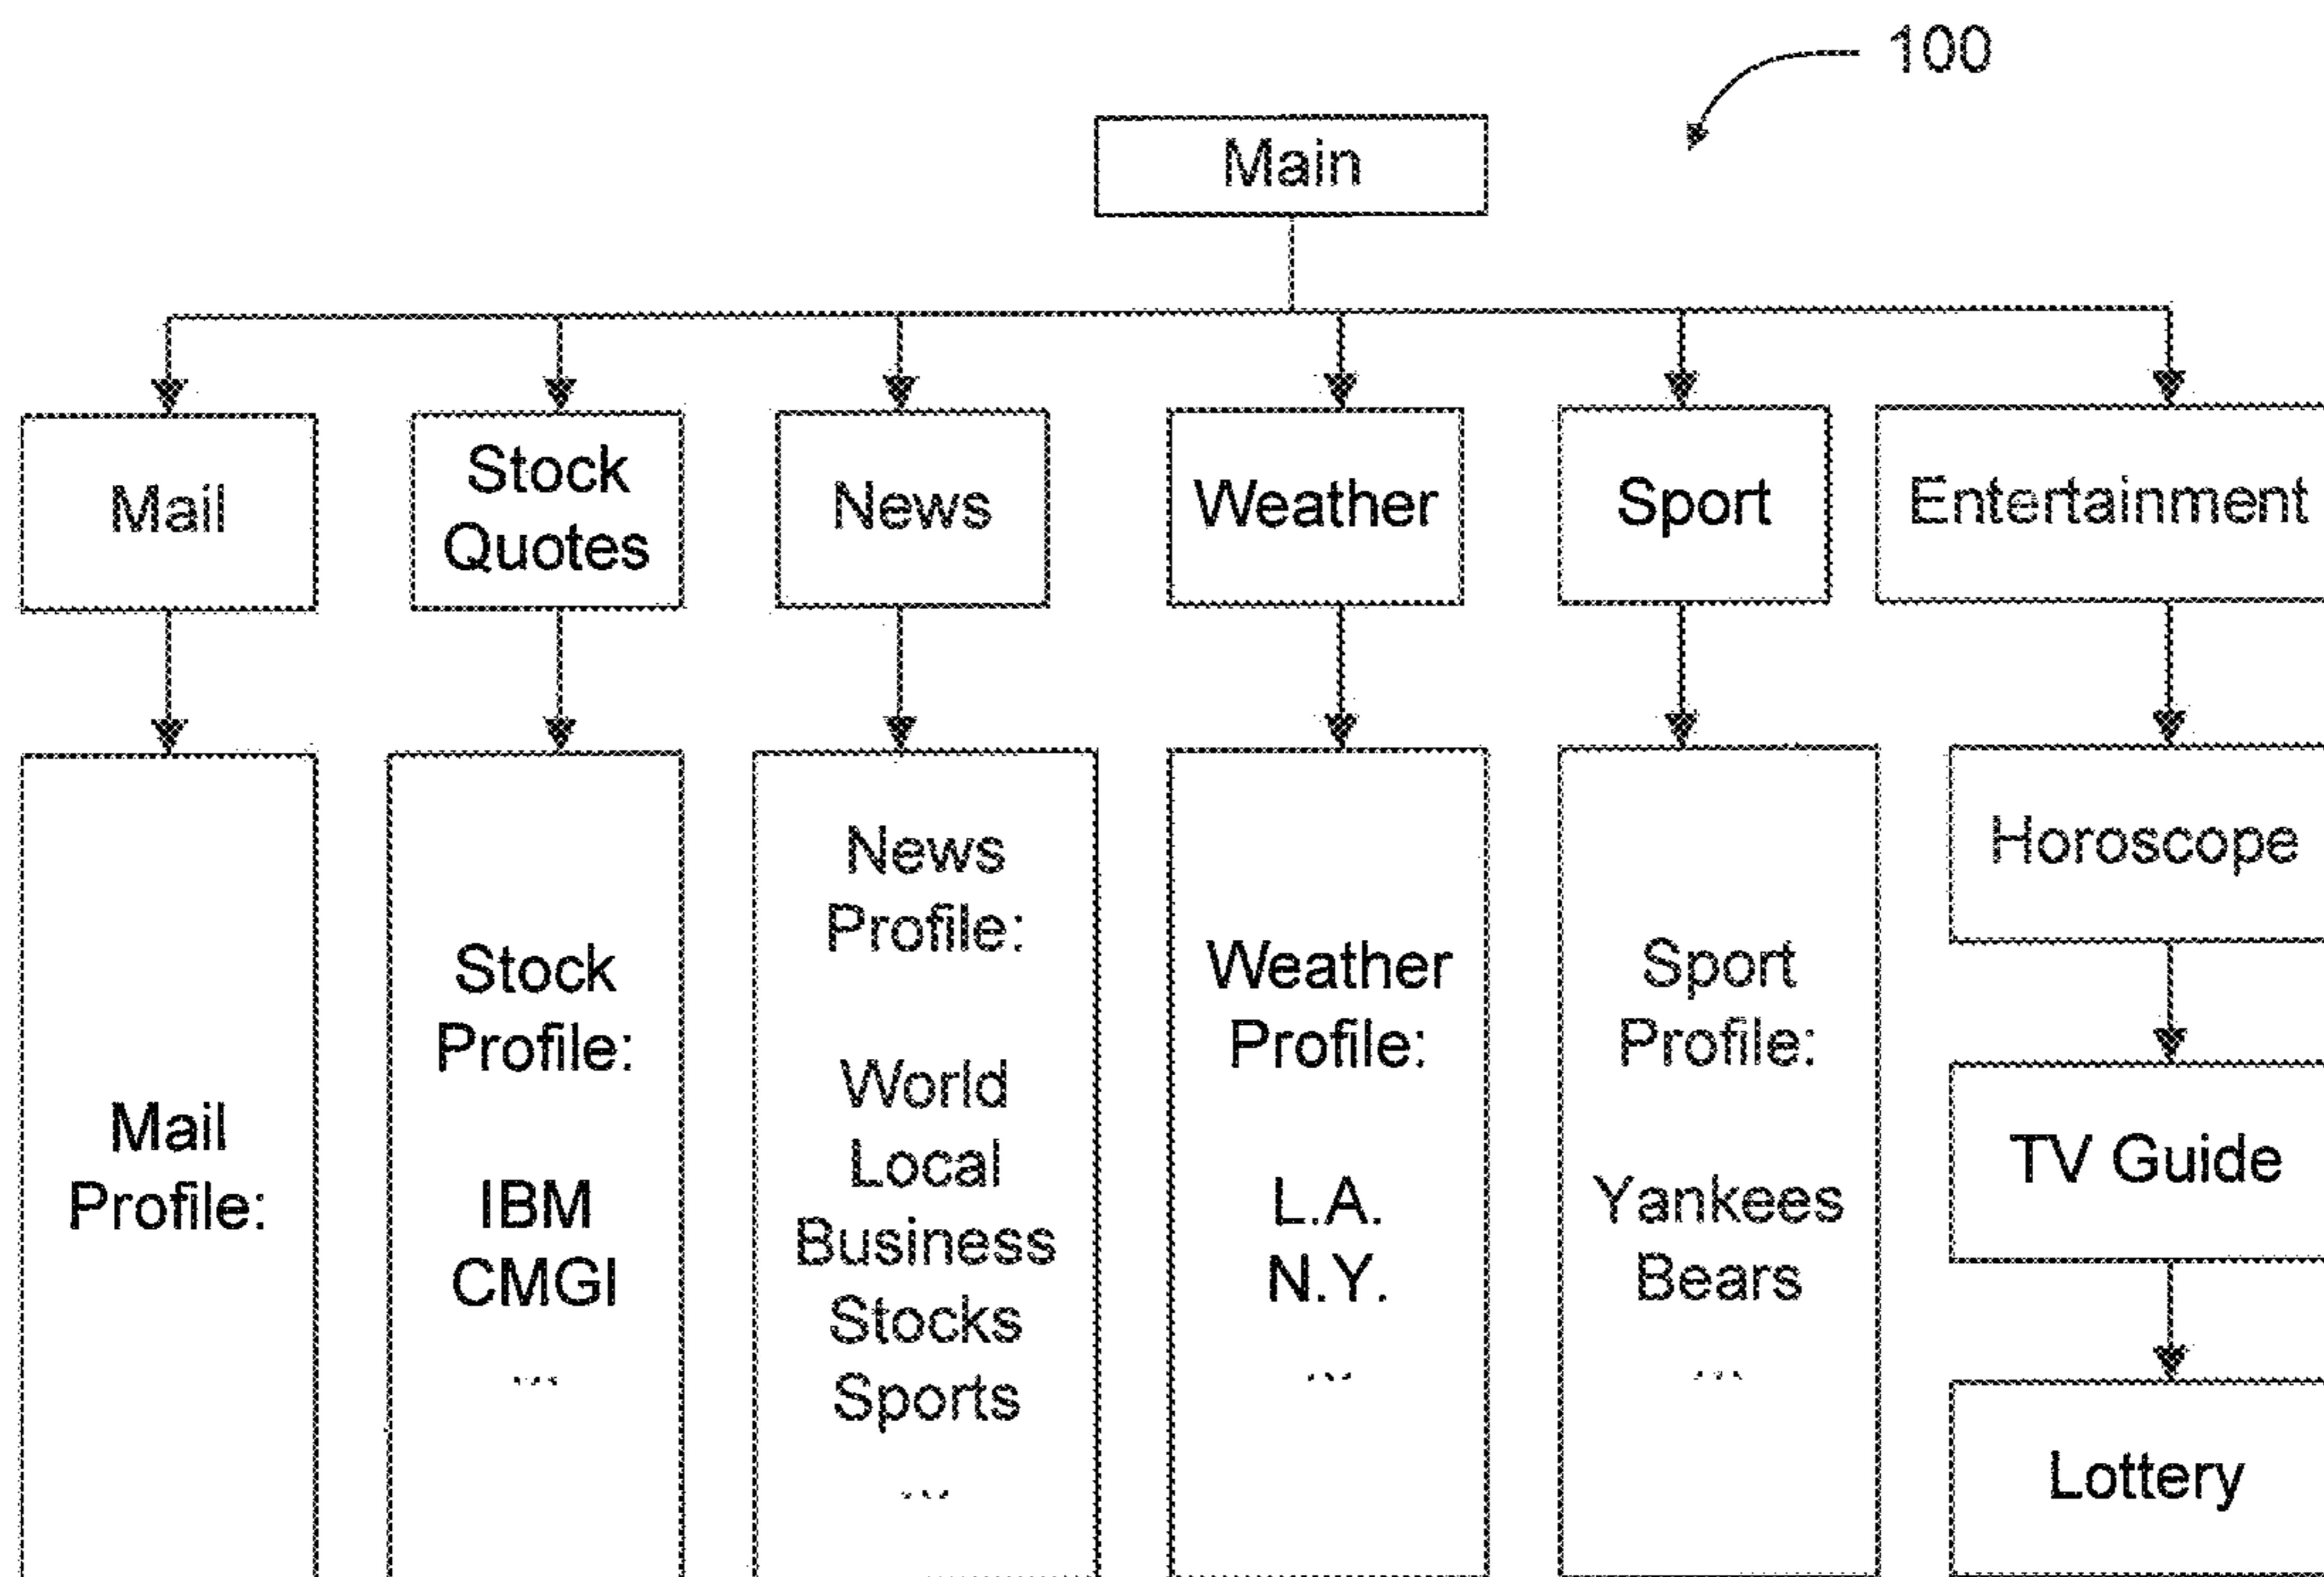 100
Main
Mail
Stock
Quotes
News
Weather
Sport
Entertainment
Mail
Profile:
Stock
Profile:
IBM
CMGI
...
News
Profile:
World
Local
Business
Stocks
Sports
...
Weather
Profile:
L.A.
N.Y.
...
Sport
Profile:
Yankees
Bears
...
Horoscope
TV Guide
Lottery